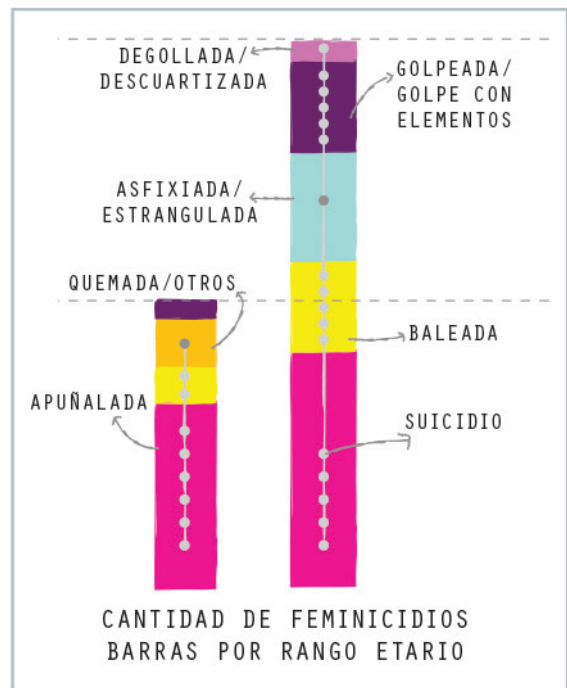 DEGOLLADA/
DESCUARTIZADA
GOLPEADA/
GOLPE CON
ELEMENTOS
ASFIXIADA/
ESTRANGULADA
QUEMADA/OTROS
BALEADA
APUÑALADA
SUICIDIO
CANTIDAD DE FEMINICIDIOS
BARRAS POR RANGO ETARIO